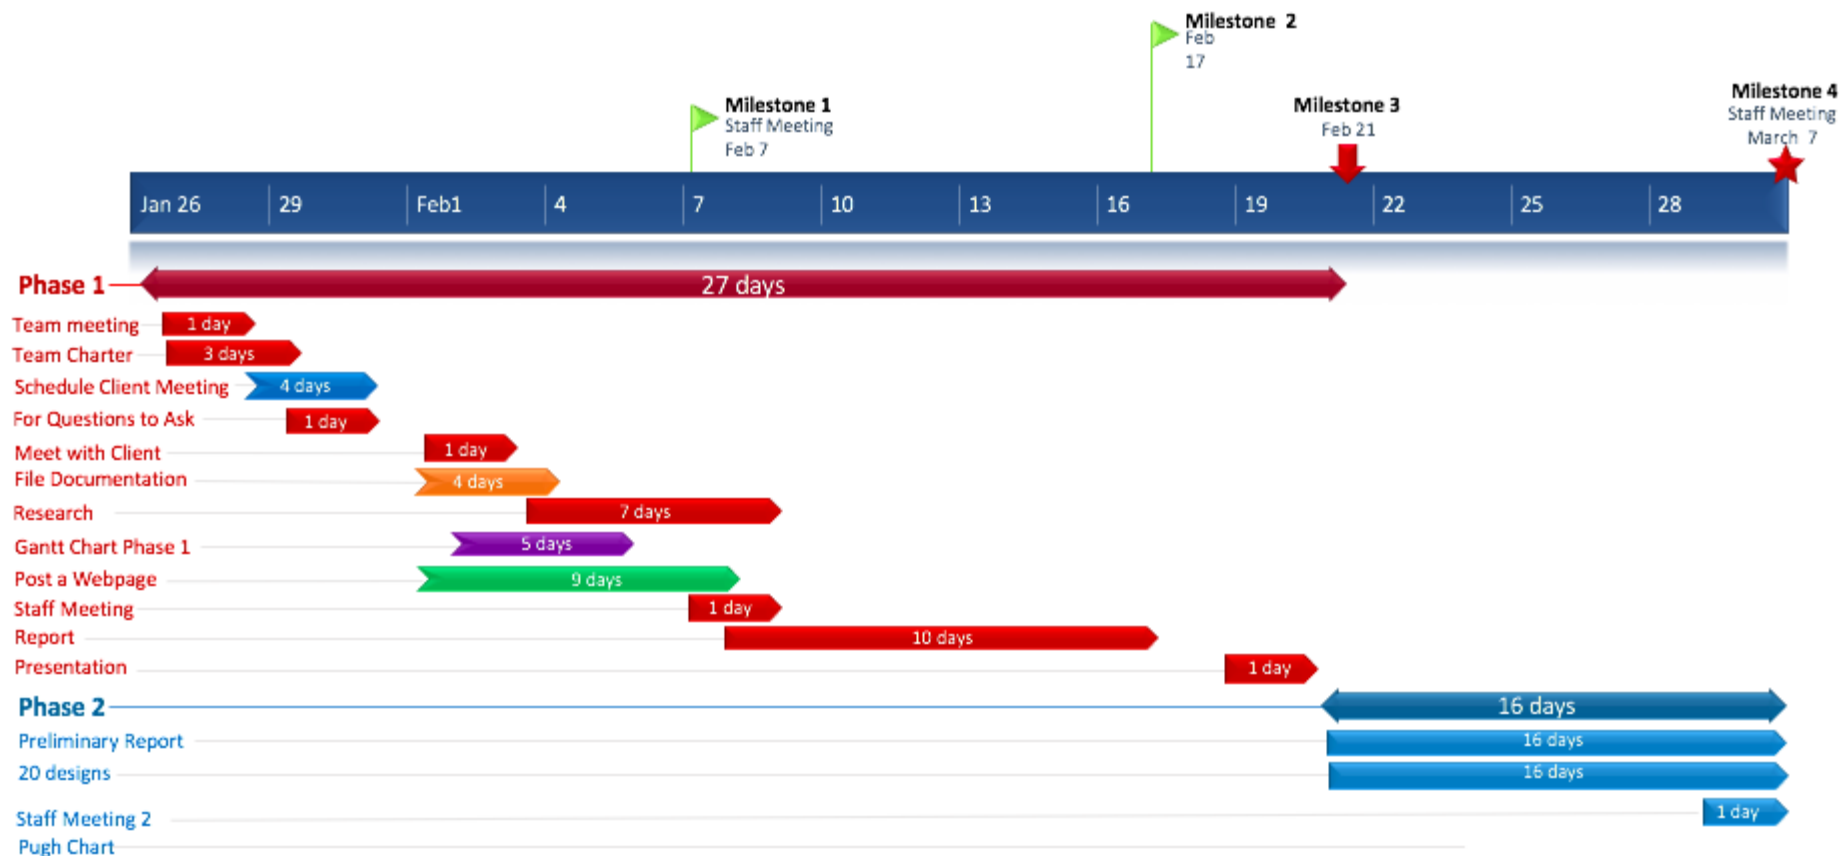 Milestone  2
Feb
17
Milestone 1
Staff Meeting
Feb 7
Milestone 3
Feb 21
Milestone 4
Staff Meeting
March  7
Jan 26 29 Feb1 4 7 10 13 16 19 22 25 28
Phase 1 27 days
Team meeting 1 day
Team Charter 3 days
Schedule Client Meeting 4 days
For Questions to Ask 1 day
Meet with Client 1 day
File Documentation 4 days
Research 7 days
Gantt Chart Phase 1 5 days
Post a Webpage 9 days
Staff Meeting 1 day
Report 10 days
Presentation 1 day
Phase 2 16 days
Preliminary Report 16 days
20 designs 16 days
Staff Meeting 2 1 day
Pugh Chart